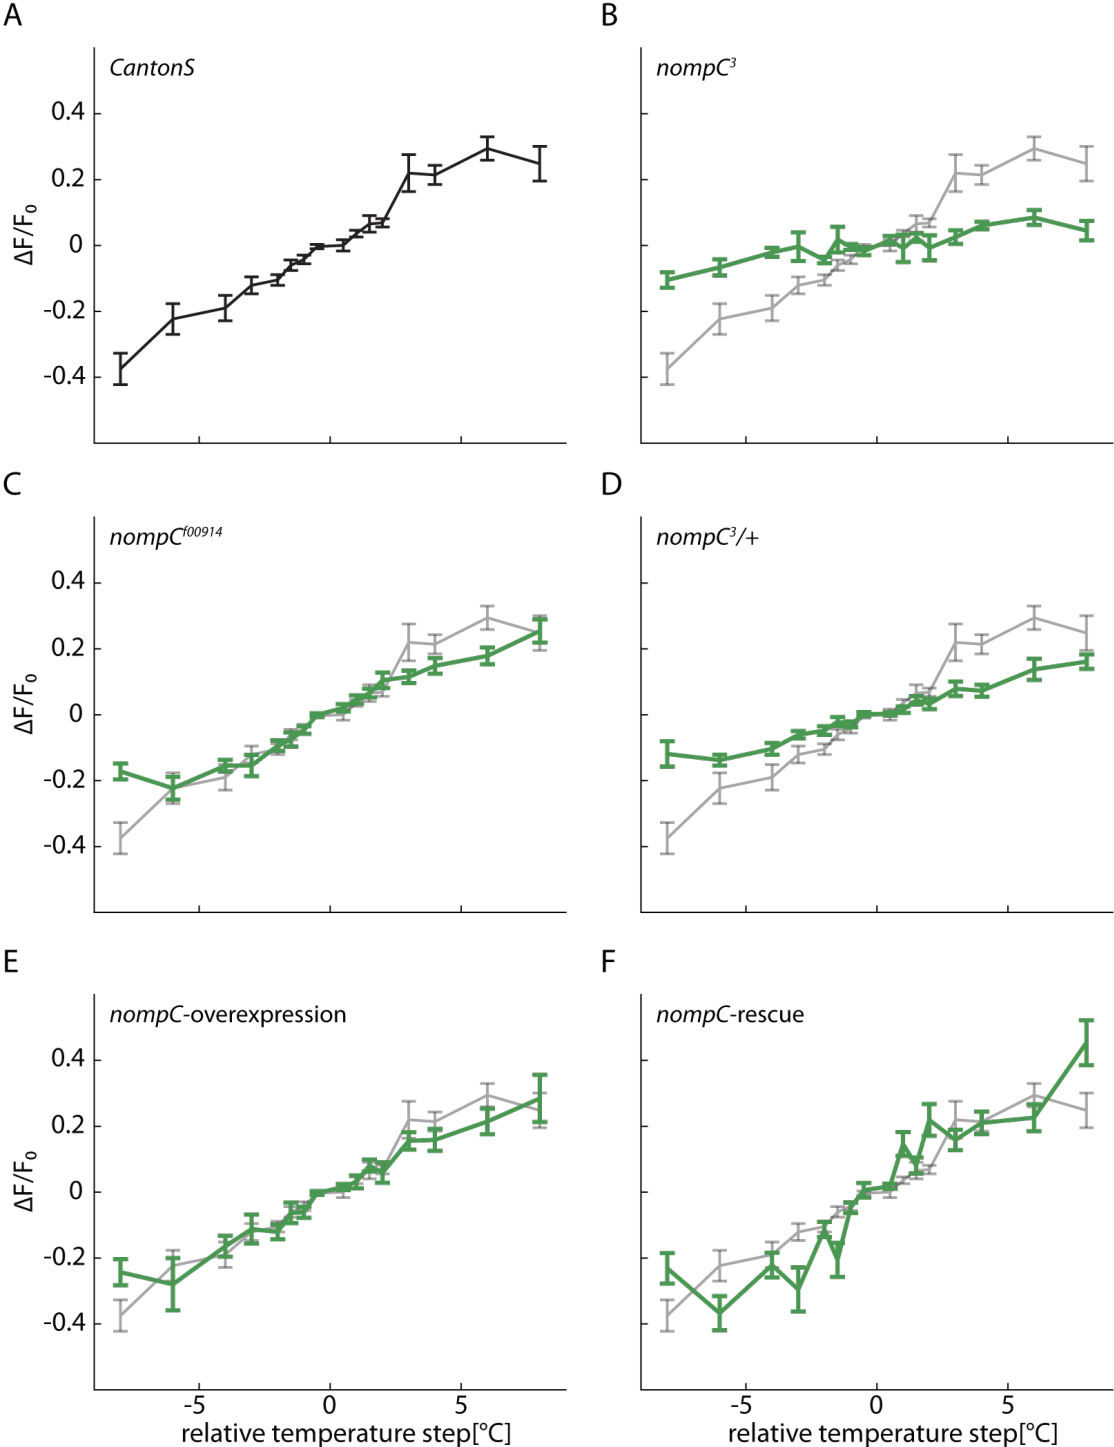 A
B
CantonS
nompC³
0.4
0.2
0
-0.2
-0.4
ΔF/F₀
C
D
nompCᶠ⁰⁰⁹¹⁴
nompC³/+
0.4
0.2
0
-0.2
-0.4
ΔF/F₀
E
F
nompC-overexpression
nompC-rescue
0.4
0.2
0
-0.2
-0.4
ΔF/F₀
-5 0 5
-5 0 5
relative temperature step[°C]
relative temperature step[°C]